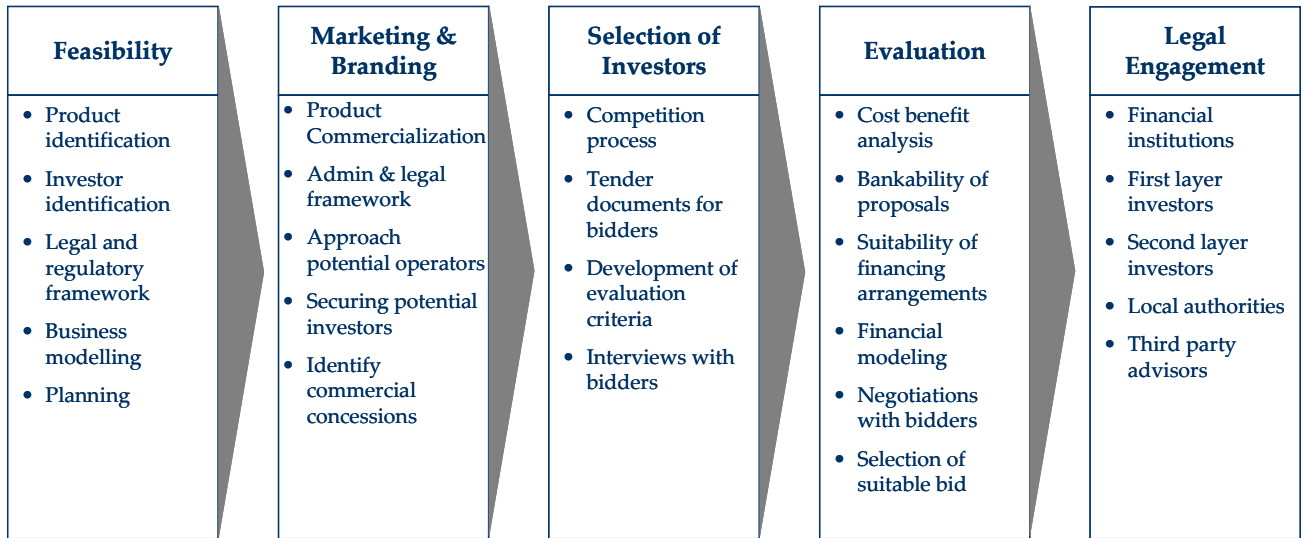 Feasibility
• Product
identification
• Investor
identification
• Legal and
regulatory
framework
• Business
modelling
• Planning
Marketing &
Branding
• Product
Commercialization
• Admin & legal
framework
• Approach
potential operators
• Securing potential
investors
• Identify
commercial
concessions
Selection of
Investors
• Competition
process
• Tender
documents for
bidders
• Development of
evaluation
criteria
• Interviews with
bidders
Evaluation
• Cost benefit
analysis
• Bankability of
proposals
• Suitability of
financing
arrangements
• Financial
modeling
• Negotiations
with bidders
• Selection of
suitable bid
Legal
Engagement
• Financial
institutions
• First layer
investors
• Second layer
investors
• Local authorities
• Third party
advisors